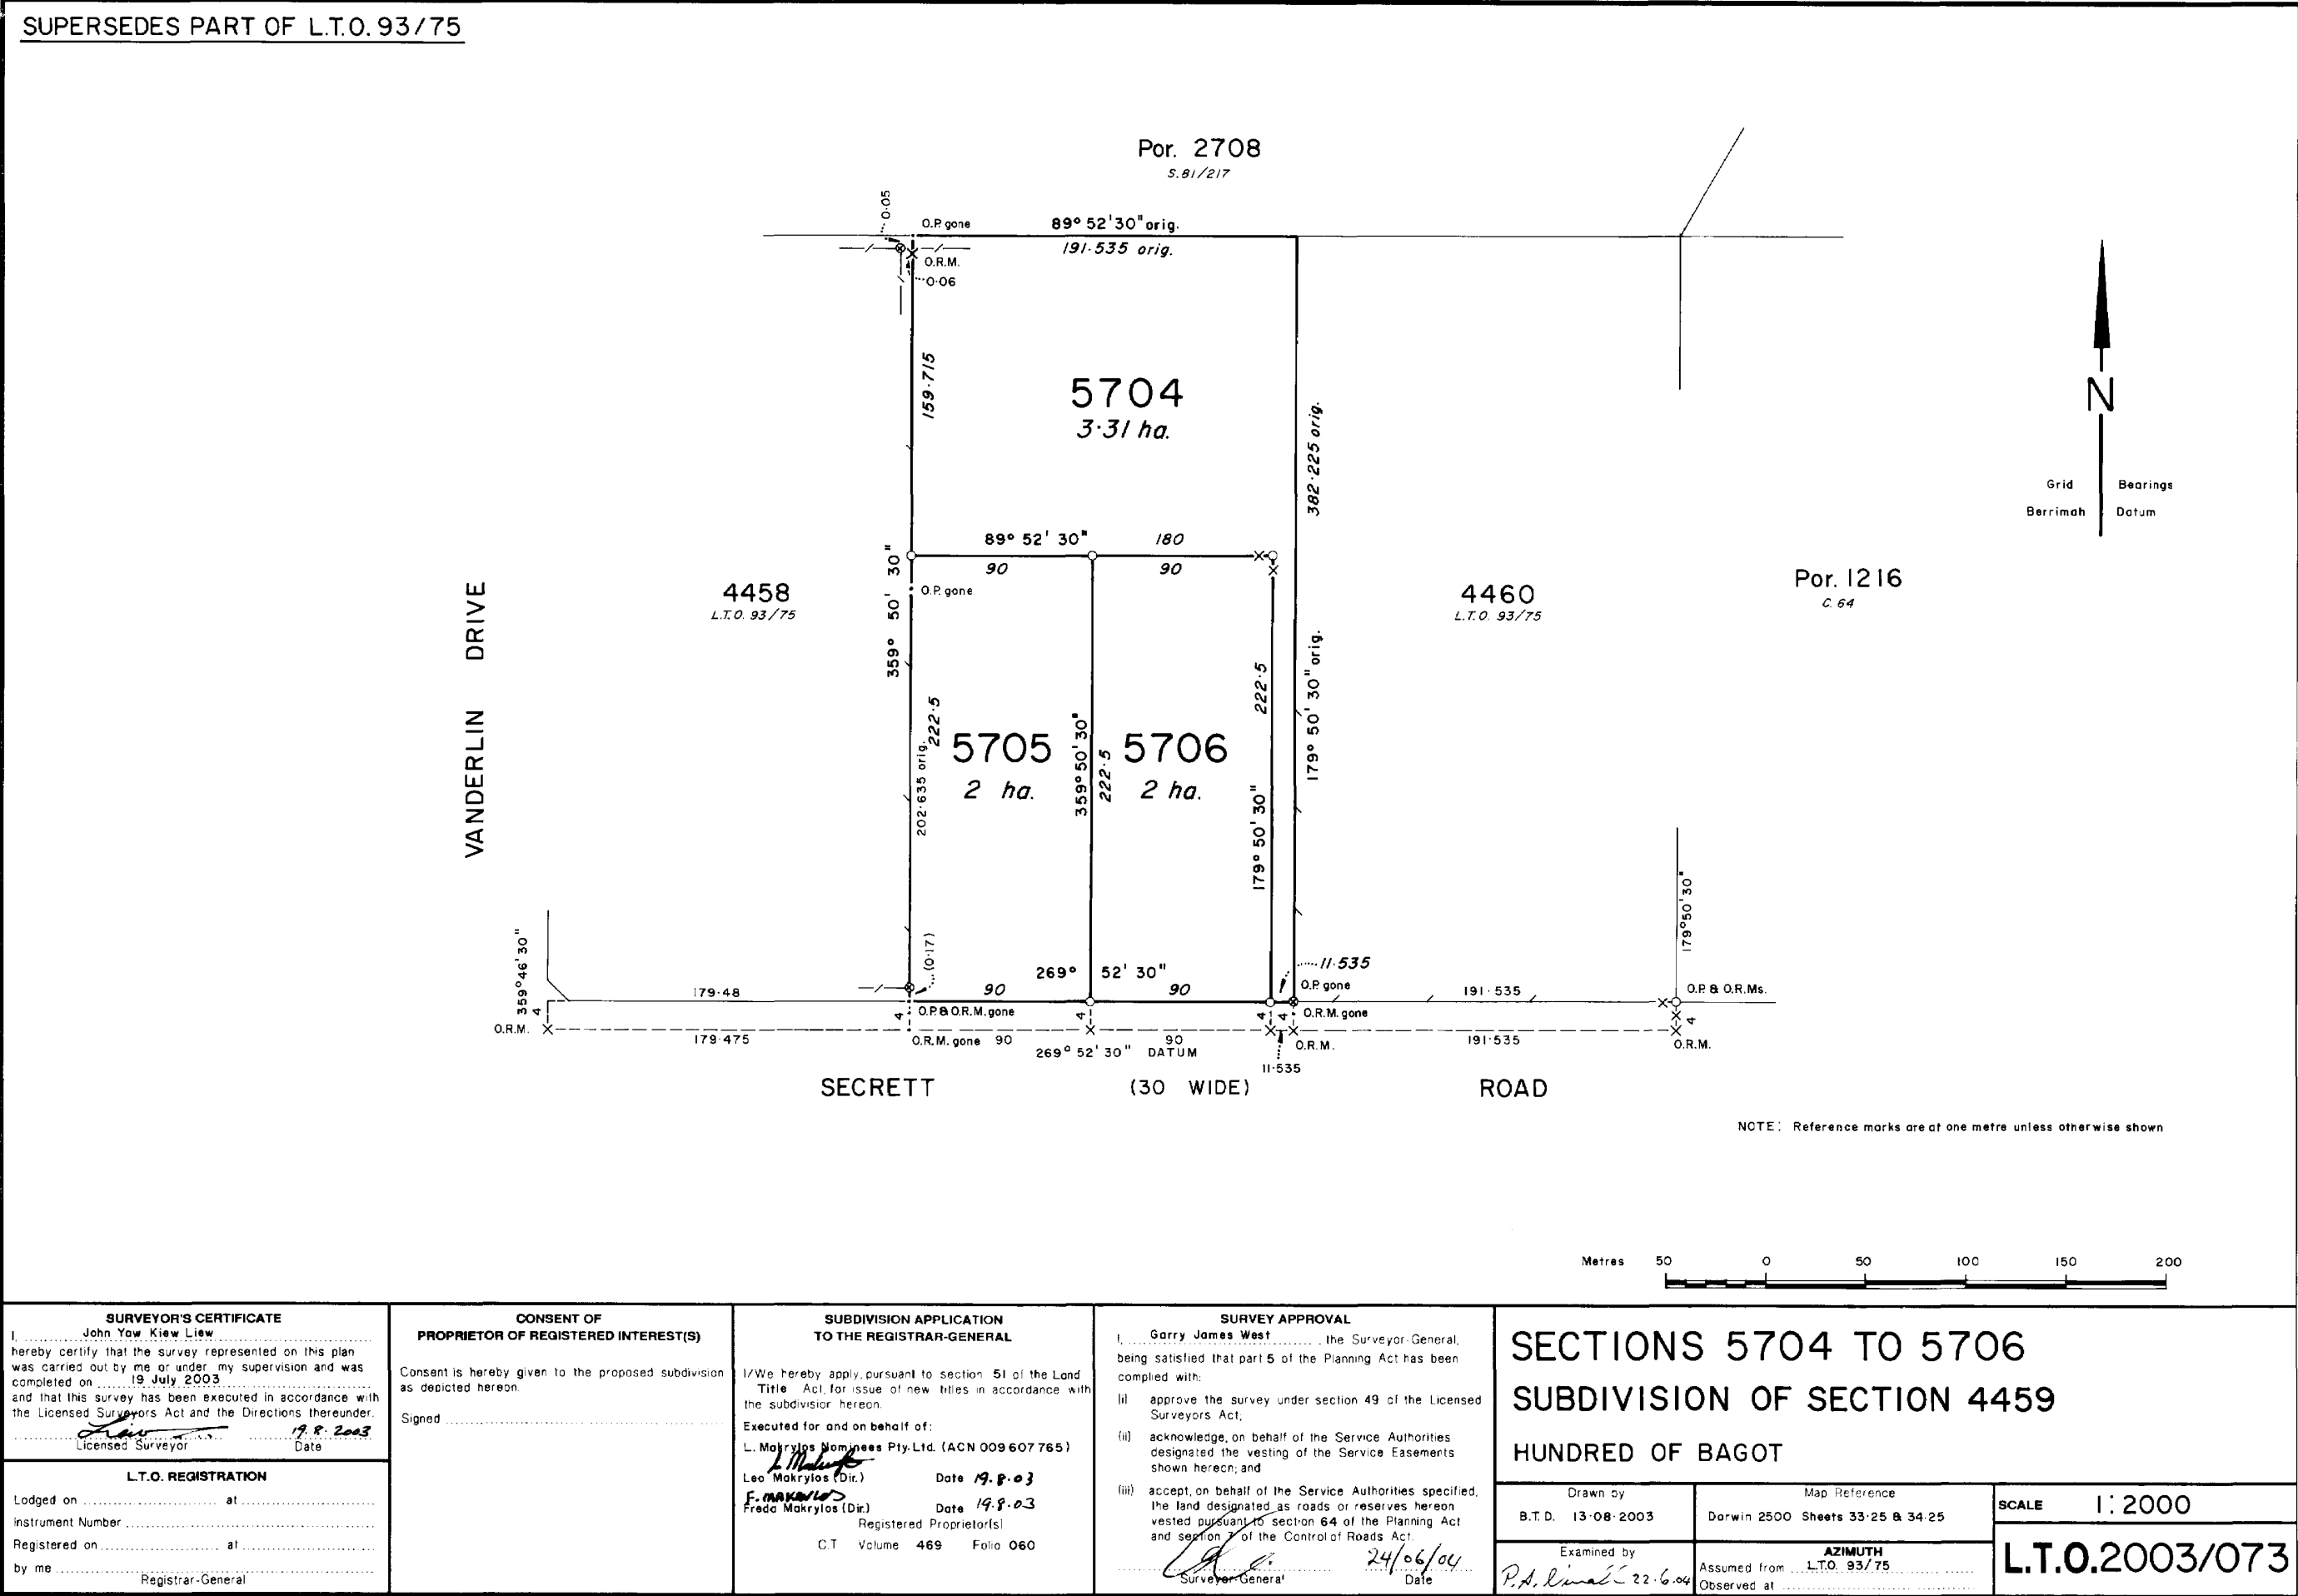 SUPERSEDES PART OF L.T.O. 93/75
Por. 2708
S.81/217
0·05
O.P. gone
89° 52' 30" orig.
191·535 orig.
O.R.M.
0·06
159·715
5704
3·31 ha.
382·225 orig.
N
Grid Bearings
Berrimah Datum
89° 52' 30"
180
90
90
359° 50' 30"
O.P. gone
4458
L.T.O. 93/75
4460
L.T.O. 93/75
Por. 1216
C. 64
VANDERLIN DRIVE
202·635 orig.
222·5
5705
2 ha.
359° 50' 30"
222·5
5706
2 ha.
222·5
179° 50' 30"
179° 50' 30" orig.
179° 50' 30"
359° 46' 30"
(0·17)
269° 52' 30"
11·535
179·48
90
90
O.P. gone
191·535
O.P. & O.R.Ms.
4
4
O.P. & O.R.M. gone
4
4
4
O.R.M. gone
4
O.R.M.
179·475
O.R.M. gone
90
90
O.R.M.
191·535
O.R.M.
269° 52' 30" DATUM
11·535
SECRETT (30 WIDE) ROAD
NOTE: Reference marks are at one metre unless otherwise shown
Metres 50 0 50 100 150 200
SURVEYOR'S CERTIFICATE
I, John Yaw Kiew Liew
hereby certify that the survey represented on this plan
was carried out by me or under my supervision and was
completed on 19 July 2003
and that this survey has been executed in accordance with
the Licensed Surveyors Act and the Directions thereunder.
19.8.2003
Licensed Surveyor Date
L.T.O. REGISTRATION
Lodged on at
Instrument Number
Registered on at
by me
Registrar-General
CONSENT OF
PROPRIETOR OF REGISTERED INTEREST(S)
Consent is hereby given to the proposed subdivision
as depicted hereon.
Signed
SUBDIVISION APPLICATION
TO THE REGISTRAR-GENERAL
I/We hereby apply, pursuant to section 51 of the Land
Title Act, for issue of new titles in accordance with
the subdivision hereon.
Executed for and on behalf of:
L. Makrylos Nominees Pty. Ltd. (ACN 009 607 765)
Leo Makrylos (Dir.) Date 19.8.03
F. MAKRYLOS
Freda Makrylos (Dir.) Date 19.8.03
Registered Proprietor(s)
C.T Volume 469 Folio 060
SURVEY APPROVAL
I, Garry James West the Surveyor-General,
being satisfied that part 5 of the Planning Act has been
complied with:
(i) approve the survey under section 49 of the Licensed
Surveyors Act;
(ii) acknowledge, on behalf of the Service Authorities
designated the vesting of the Service Easements
shown hereon; and
(iii) accept, on behalf of the Service Authorities specified,
the land designated as roads or reserves hereon
vested pursuant to section 64 of the Planning Act
and section 7 of the Control of Roads Act.
24/06/04
Surveyor-General Date
SECTIONS 5704 TO 5706
SUBDIVISION OF SECTION 4459
HUNDRED OF BAGOT
Drawn by
B.T.D. 13·08·2003
Map Reference
Darwin 2500 Sheets 33·25 & 34·25
SCALE 1:2000
Examined by
22·6·04
AZIMUTH
Assumed from L.T.O. 93/75
Observed at
L.T.O.2003/073